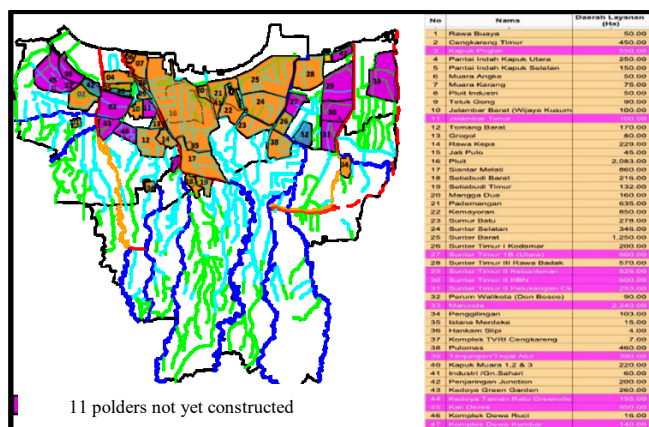 No Nama Daerah Layanan (Ha)
1 Rawa Buaya 50.00
2 Cengkareng Timur 450.00
3 Kapuk Poglar 550.00
4 Pantai Indah Kapuk Utara 250.00
5 Pantai Indah Kapuk Selatan 150.00
6 Muara Angke 50.00
7 Muara Karang 75.00
8 Pluit Industri 50.00
9 Teluk Gong 90.00
10 Jelambar Barat (Wijaya Kusum 100.00
11 Jelambar Timur 100.00
12 Tomang Barat 170.00
13 Grogol 80.00
14 Rawa Kepa 229.00
15 Jati Pulo 45.00
16 Pluit 2,083.00
17 Siantar Melati 860.00
18 Setiabudi Barat 216.00
19 Setiabudi Timur 132.00
20 Mangga Dua 160.00
21 Pademangan 635.00
22 Kemayoran 850.00
23 Sumur Batu 278.00
24 Sunter Selatan 346.00
25 Sunter Barat 1,250.00
26 Sunter Timur I Kodamar 200.00
27 Sunter Timur 1B (Utara) 600.00
28 Sunter Timur III Rawa Badak 570.00
29 Sunter Timur II Kebantenan 528.00
30 Sunter Timur II KBN 600.00
31 Sunter Timur II Petukangan 253.00
32 Perum Walikota (Don Bosco) 90.00
33 Marunda 2,240.00
34 Penggilingan 103.00
35 Istana Merdeka 15.00
36 Hankam Slipi 4.00
37 Komplek TVRI Cengkareng 7.00
38 Pulomas 460.00
39 Tanjungan/Tegal Alur 390.00
40 Kapuk Muara 1,2 & 3 220.00
41 Industri /Gn.Sahari 60.00
42 Penjaringan Junction 200.00
43 Kedoya Green Garden 260.00
44 Kedoya Taman Ratu Greenville 155.00
45 Kali Deres 950.00
46 Komplek Dewa Ruci 16.00
47 Komplek Dewa Kembar 140.00
11 polders not yet constructed